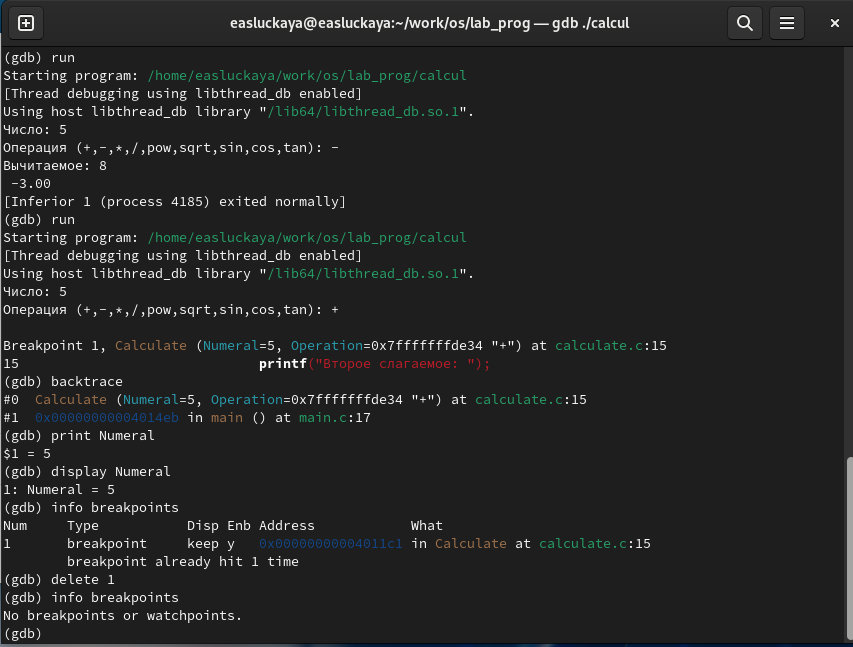 easluckaya@easluckaya:~/work/os/lab_prog — gdb ./calcul
(gdb) run
Starting program: /home/easluckaya/work/os/lab_prog/calcul
[Thread debugging using libthread_db enabled]
Using host libthread_db library "/lib64/libthread_db.so.1".
Число: 5
Операция (+,-,*,/,pow,sqrt,sin,cos,tan): -
Вычитаемое: 8
 -3.00
[Inferior 1 (process 4185) exited normally]
(gdb) run
Starting program: /home/easluckaya/work/os/lab_prog/calcul
[Thread debugging using libthread_db enabled]
Using host libthread_db library "/lib64/libthread_db.so.1".
Число: 5
Операция (+,-,*,/,pow,sqrt,sin,cos,tan): +
Breakpoint 1, Calculate (Numeral=5, Operation=0x7fffffffde34 "+") at calculate.c:15
15                              printf("Второе слагаемое: ");
(gdb) backtrace
#0  Calculate (Numeral=5, Operation=0x7fffffffde34 "+") at calculate.c:15
#1  0x00000000004014eb in main () at main.c:17
(gdb) print Numeral
$1 = 5
(gdb) display Numeral
1: Numeral = 5
(gdb) info breakpoints
Num     Type           Disp Enb Address            What
1       breakpoint     keep y   0x00000000004011c1 in Calculate at calculate.c:15
        breakpoint already hit 1 time
(gdb) delete 1
(gdb) info breakpoints
No breakpoints or watchpoints.
(gdb)